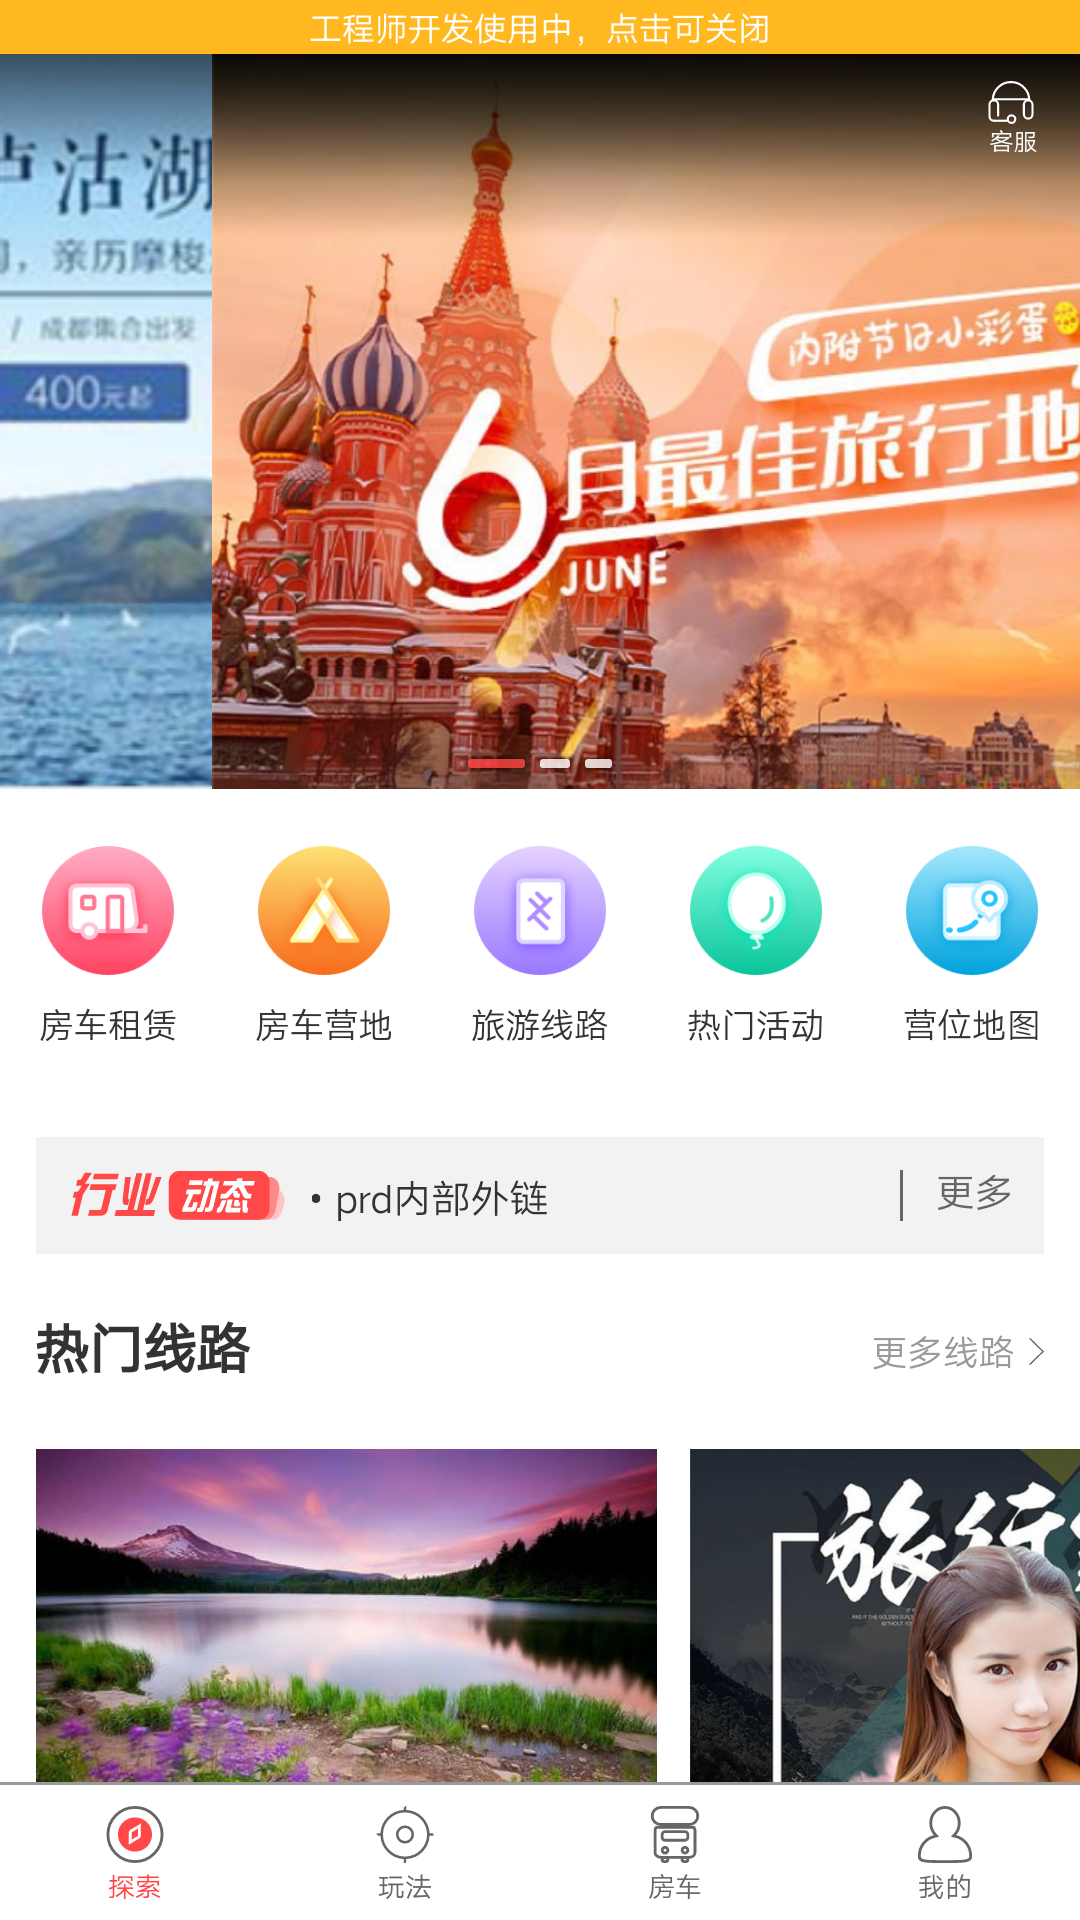 工程师开发使用中，点击可关闭
客服
沽湖
，亲历摩梭
/ 成都集合出发
400元起
内附节日小彩蛋
6月最佳旅行地
JUNE
房车租赁
房车营地
旅游线路
热门活动
营位地图
行业 动态
·prd内部外链
更多
热门线路
更多线路
旅行
探索
玩法
房车
我的